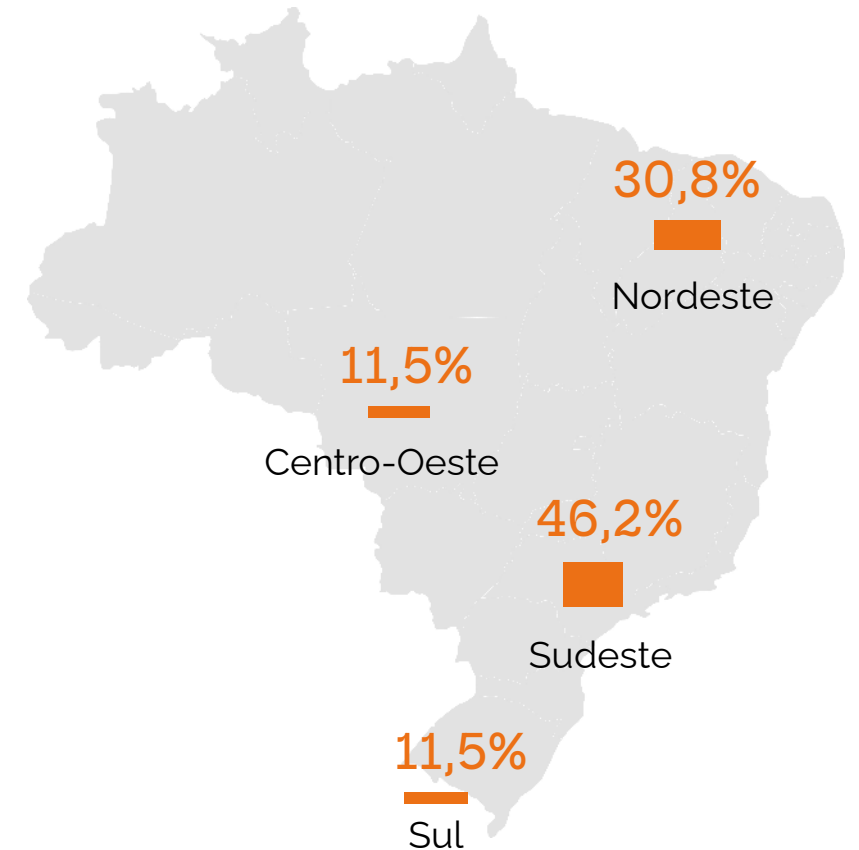 30,8%
Nordeste
11,5%
Centro-Oeste
46,2%
Sudeste
11,5%
Sul